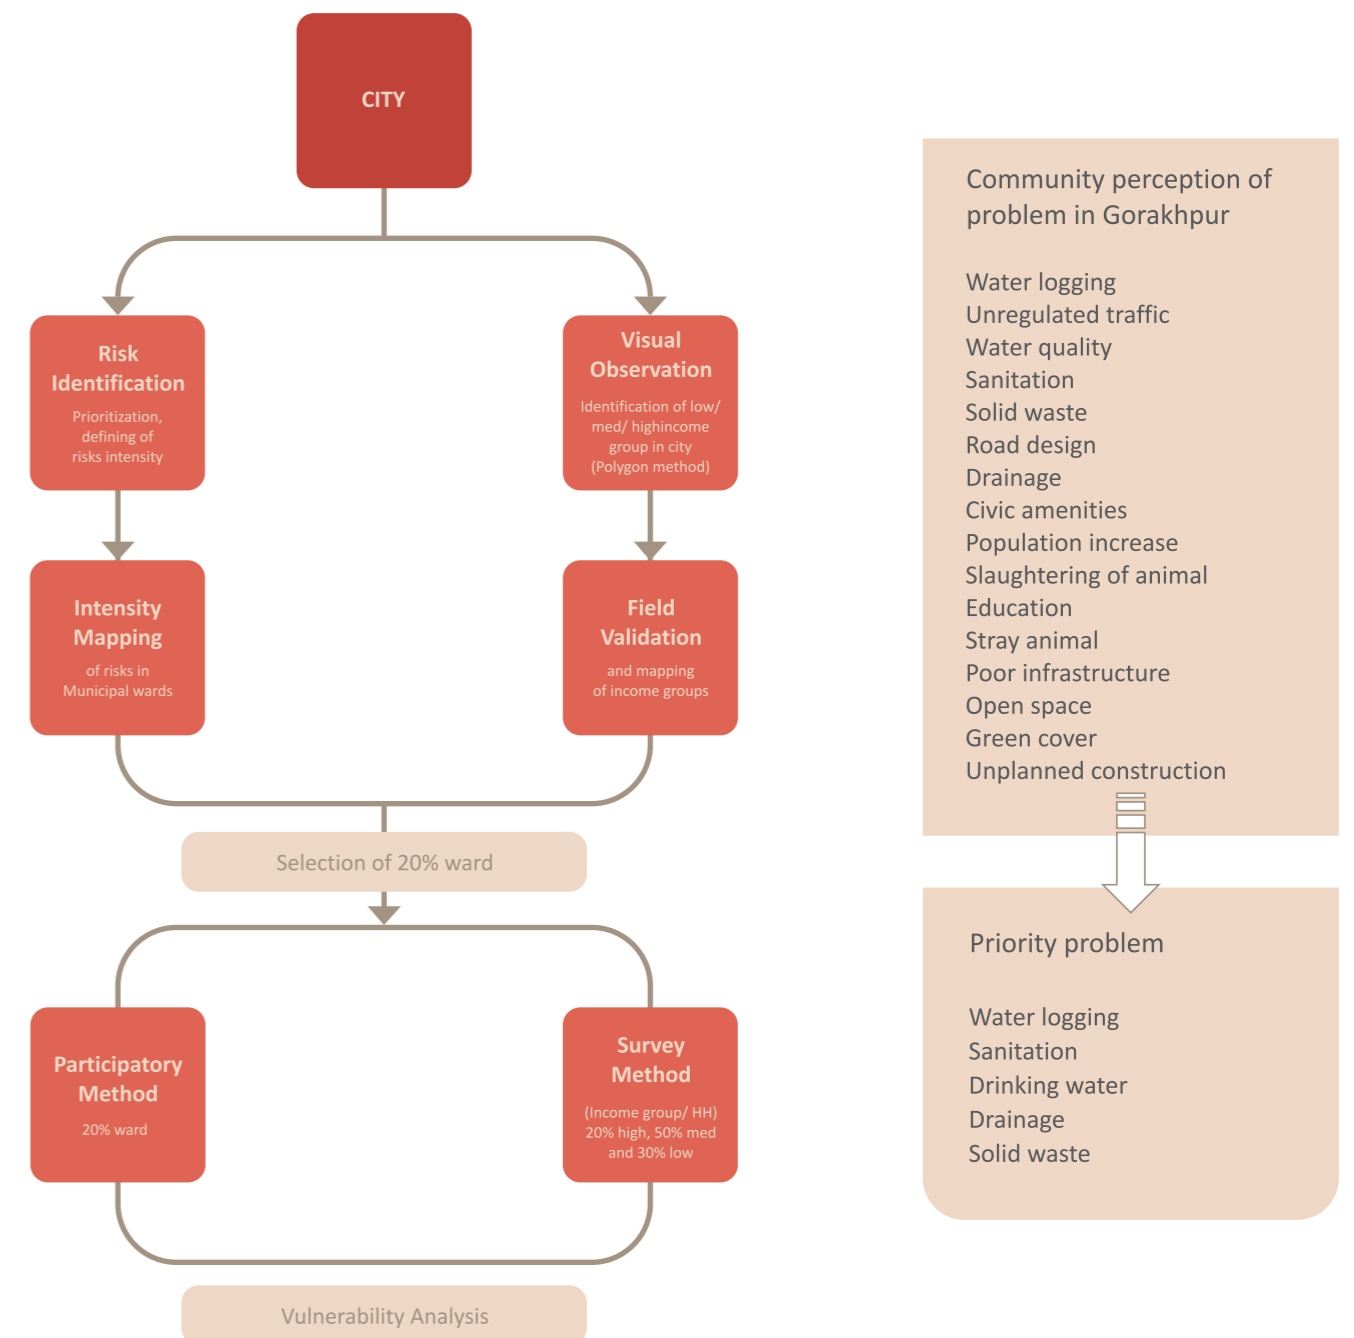 CITY
Risk
Identification
Prioritization,
defining of
risks intensity
Visual
Observation
Identification of low/
med/ highincome
group in city
(Polygon method)
Intensity
Mapping
of risks in
Municipal wards
Field
Validation
and mapping
of income groups
Selection of 20% ward
Participatory
Method
20% ward
Survey
Method
(Income group/ HH)
20% high, 50% med
and 30% low
Vulnerability Analysis
Community perception of
problem in Gorakhpur
Water logging
Unregulated traffic
Water quality
Sanitation
Solid waste
Road design
Drainage
Civic amenities
Population increase
Slaughtering of animal
Education
Stray animal
Poor infrastructure
Open space
Green cover
Unplanned construction
Priority problem
Water logging
Sanitation
Drinking water
Drainage
Solid waste